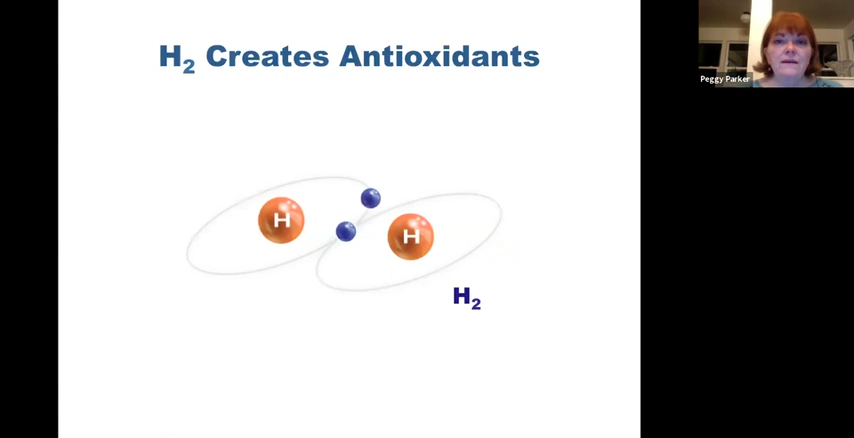 H₂ Creates Antioxidants
Peggy Parker
H
H
H₂